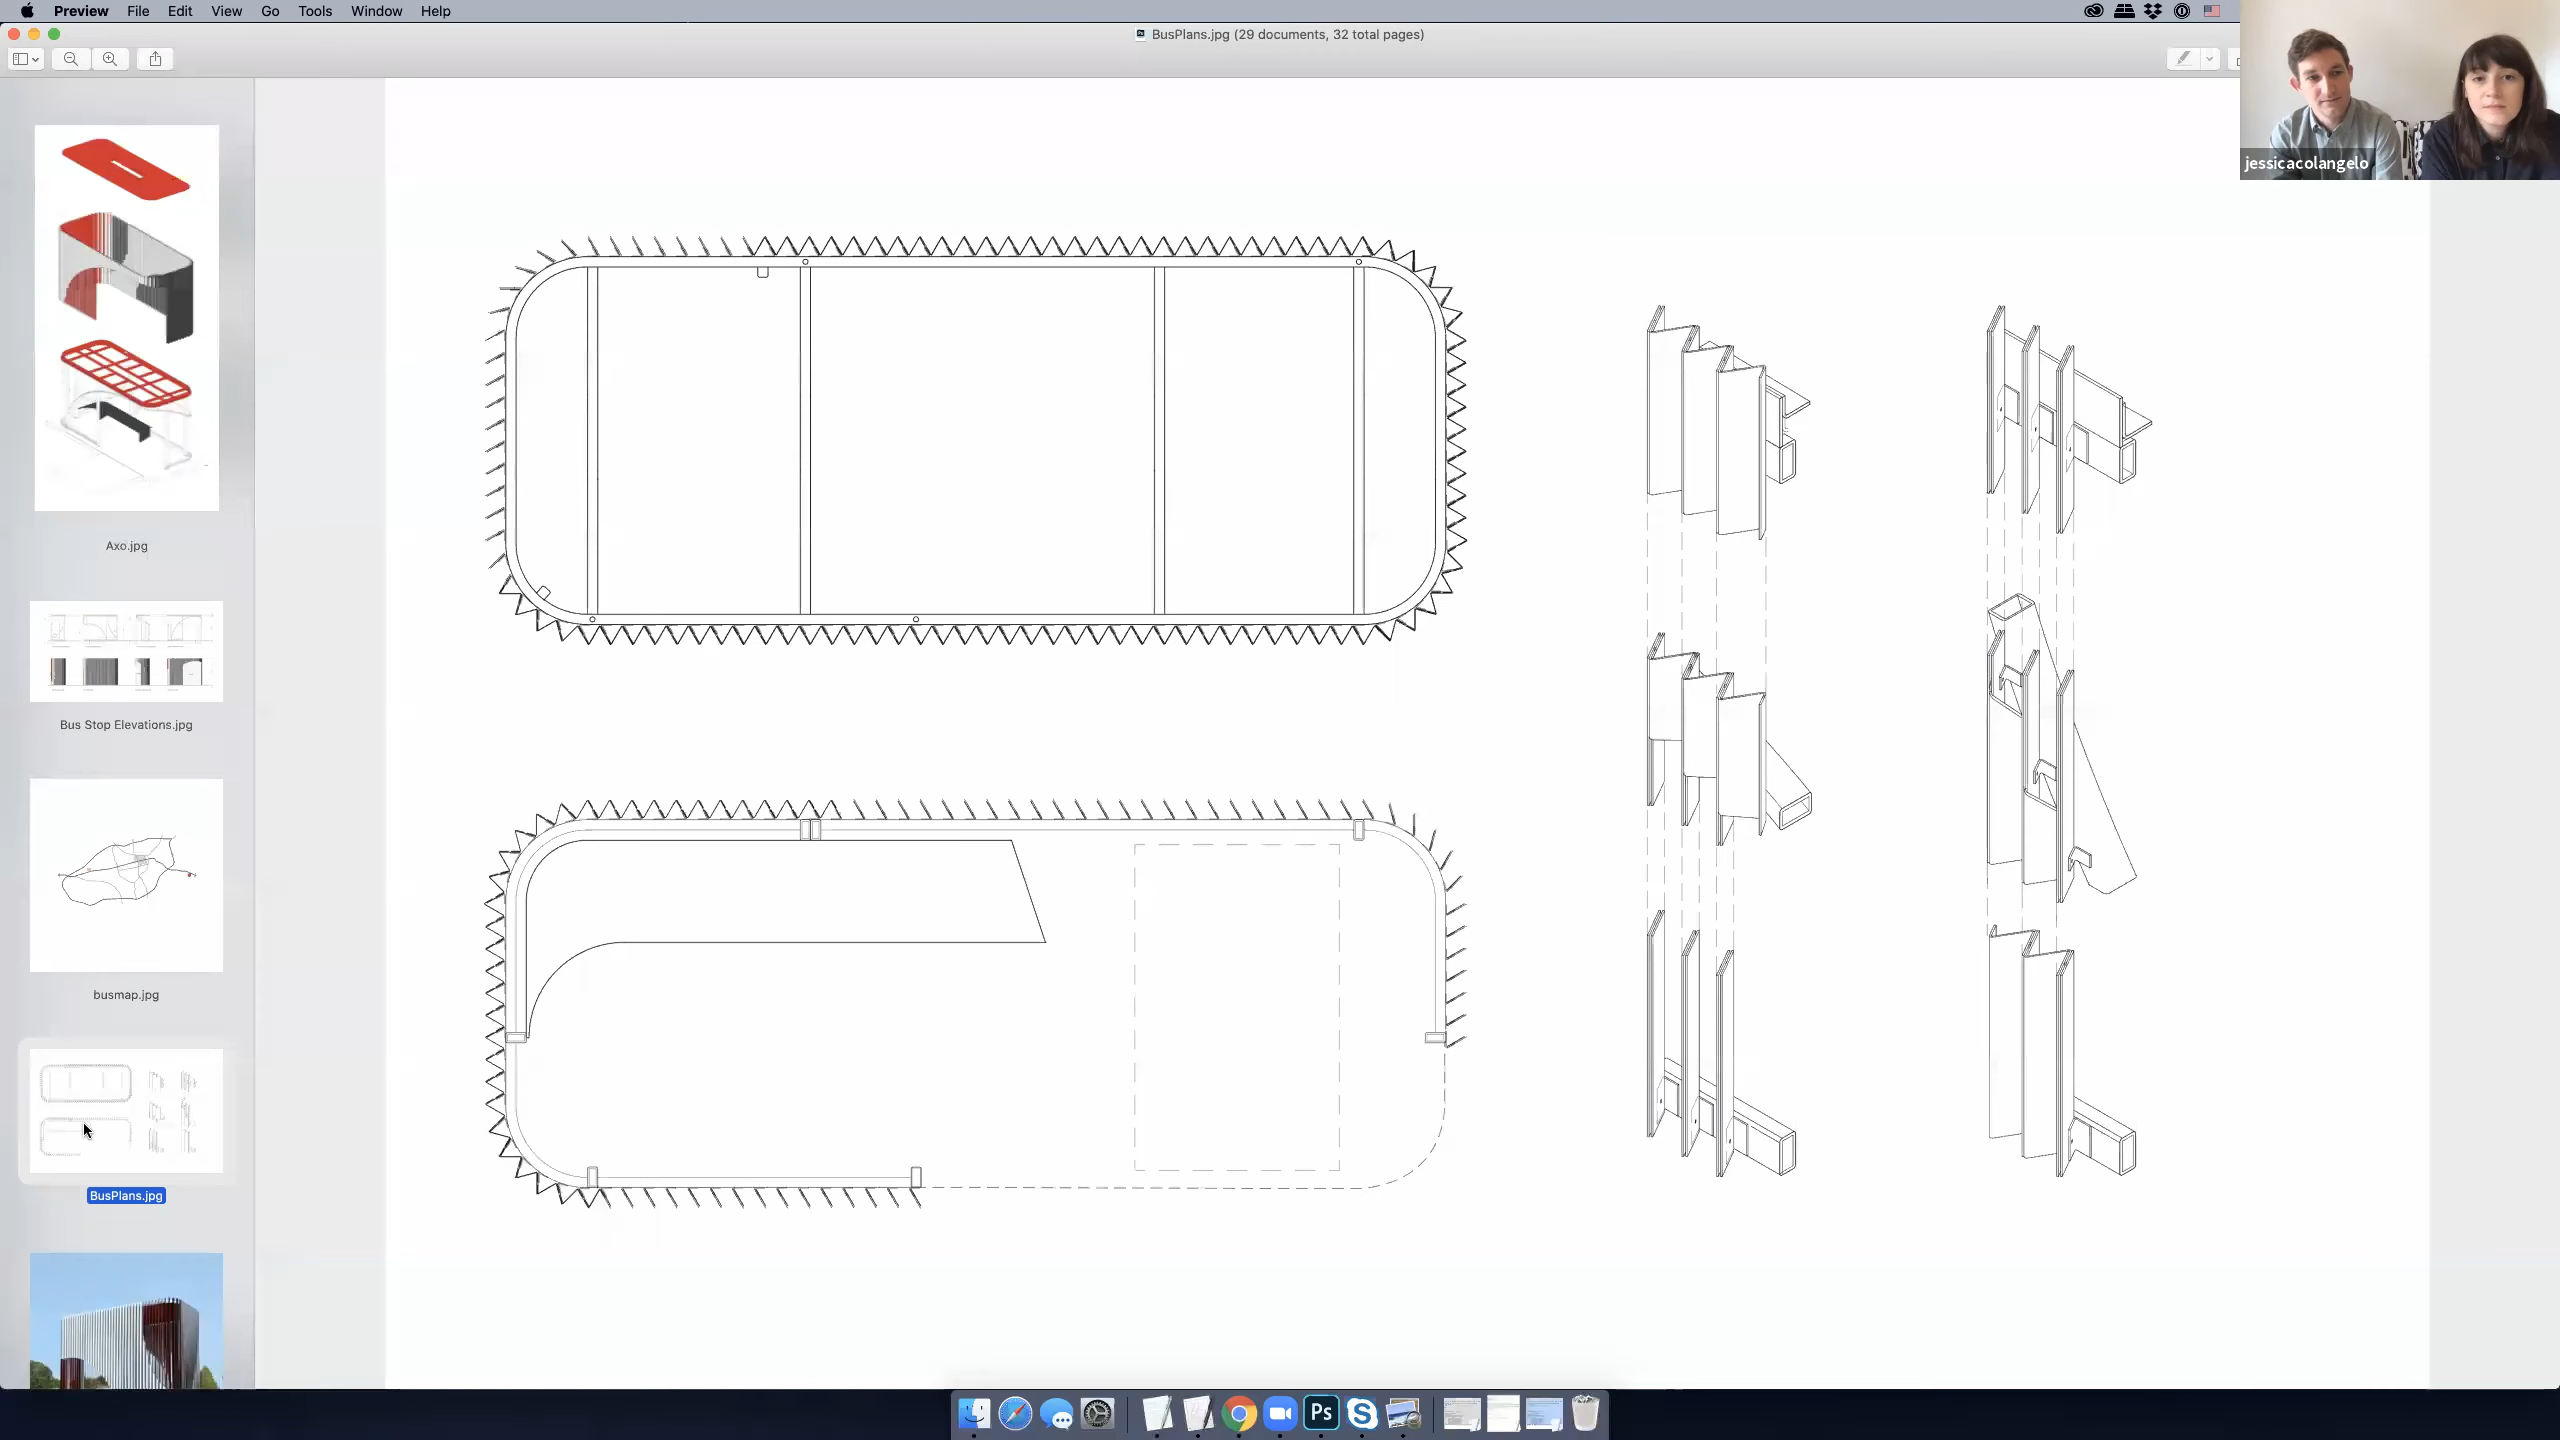 Preview File Edit View Go Tools Window Help
BusPlans.jpg (29 documents, 32 total pages)
jessicacolangelo
Axo.jpg
Bus Stop Elevations.jpg
busmap.jpg
BusPlans.jpg
Ps